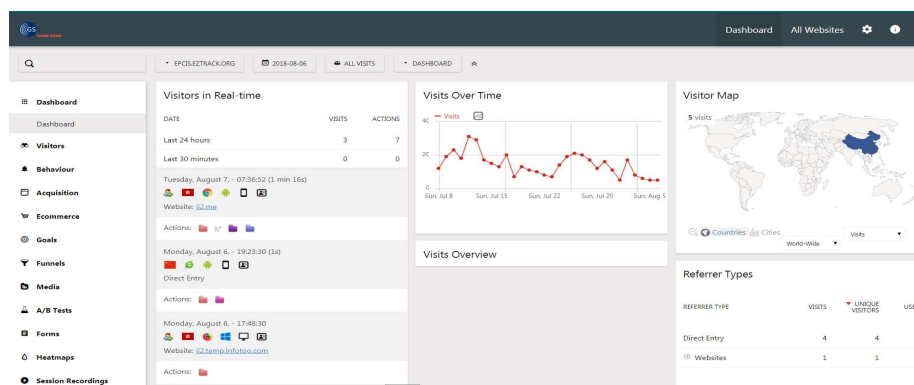 GS
Dashboard All Websites
EPCIS.EZTRACK.ORG 2018-08-06 ALL VISITS DASHBOARD
Dashboard
Dashboard
Visitors
Behaviour
Acquisition
Ecommerce
Goals
Funnels
Media
A/B Tests
Forms
Heatmaps
Session Recordings
Visitors in Real-time
DATE VISITS ACTIONS
Last 24 hours 3 7
Last 30 minutes 0 0
Tuesday, August 7, - 07:36:52 (1 min 16s)
Website: ii2.me
Actions:
Monday, August 6, - 19:23:30 (1s)
Direct Entry
Actions:
Monday, August 6, - 17:48:30
Website: ii2.temp.infotoo.com
Actions:
Visits Over Time
Visits
40
20
0
Sun, Jul 8 Sun, Jul 15 Sun, Jul 22 Sun, Jul 29 Sun, Aug 5
Visits Overview
Visitor Map
5 visits
Countries Cities
World-Wide Visits
Referrer Types
REFERRER TYPE VISITS UNIQUE VISITORS USE
Direct Entry 4 4
Websites 1 1